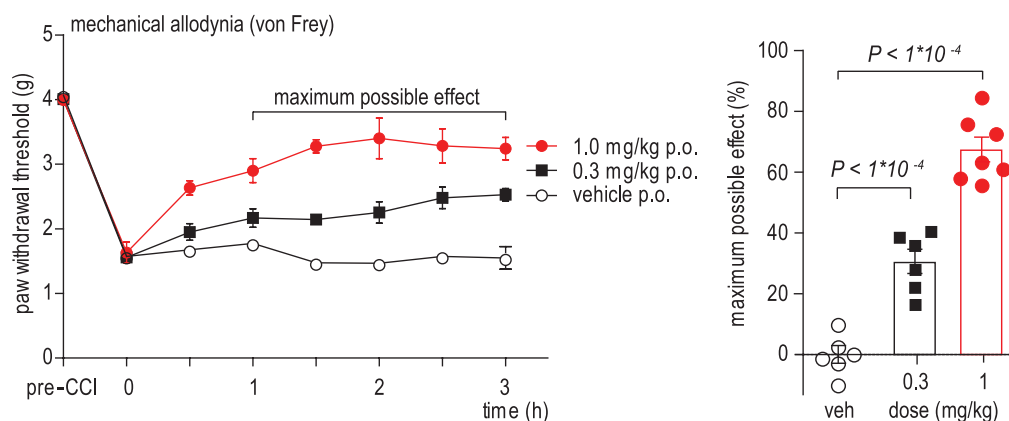 mechanical allodynia (von Frey)
paw withdrawal threshold (g)
5
4
3
2
1
0
maximum possible effect
1.0 mg/kg p.o.
0.3 mg/kg p.o.
vehicle p.o.
pre−CCI 0 1 2 3
time (h)
maximum possible effect (%)
100
80
60
40
20
0
P < 1*10 -4
P < 1*10 -4
0.3 1
veh dose (mg/kg)